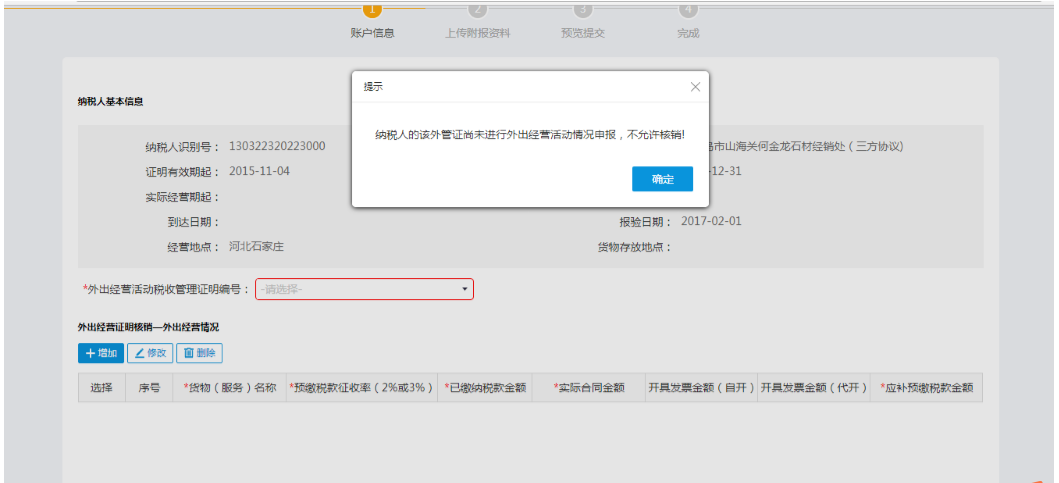 1 2 3 4
账户信息 上传附报资料 预览提交 完成
提示
纳税人的该外管证尚未进行外出经营活动情况申报，不允许核销!
确定
纳税人基本信息
纳税人识别号： 130322320223000 市山海关何金龙石材经销处（三方协议)
证明有效期起： 2015-11-04 -12-31
实际经营期起：
到达日期： 报验日期： 2017-02-01
经营地点： 河北石家庄 货物存放地点：
*外出经营活动税收管理证明编号： -请选择-
外出经营证明核销—外出经营情况
增加 修改 删除
选择 序号 *货物（服务）名称 *预缴税款征收率（2%或3%） *已缴纳税款金额 *实际合同金额 开具发票金额（自开） 开具发票金额（代开） *应补预缴税款金额